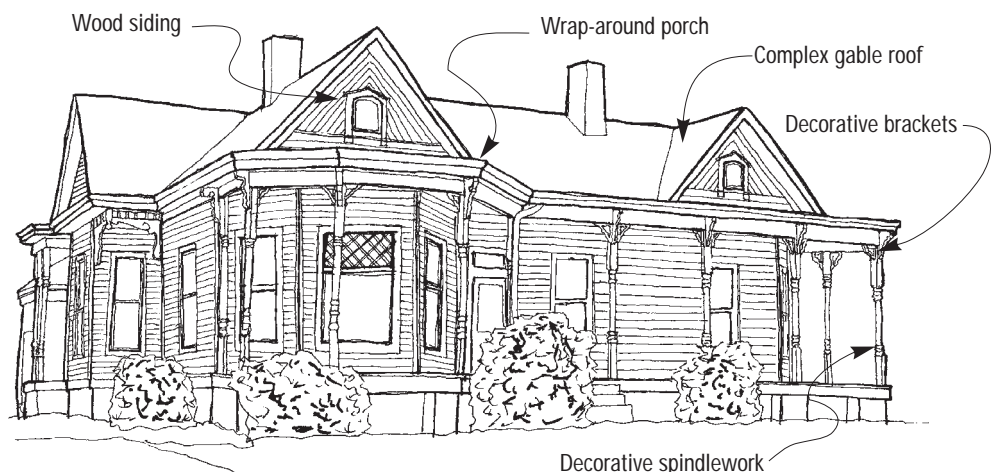 Wood siding
Wrap-around porch
Complex gable roof
Decorative brackets
Decorative spindlework